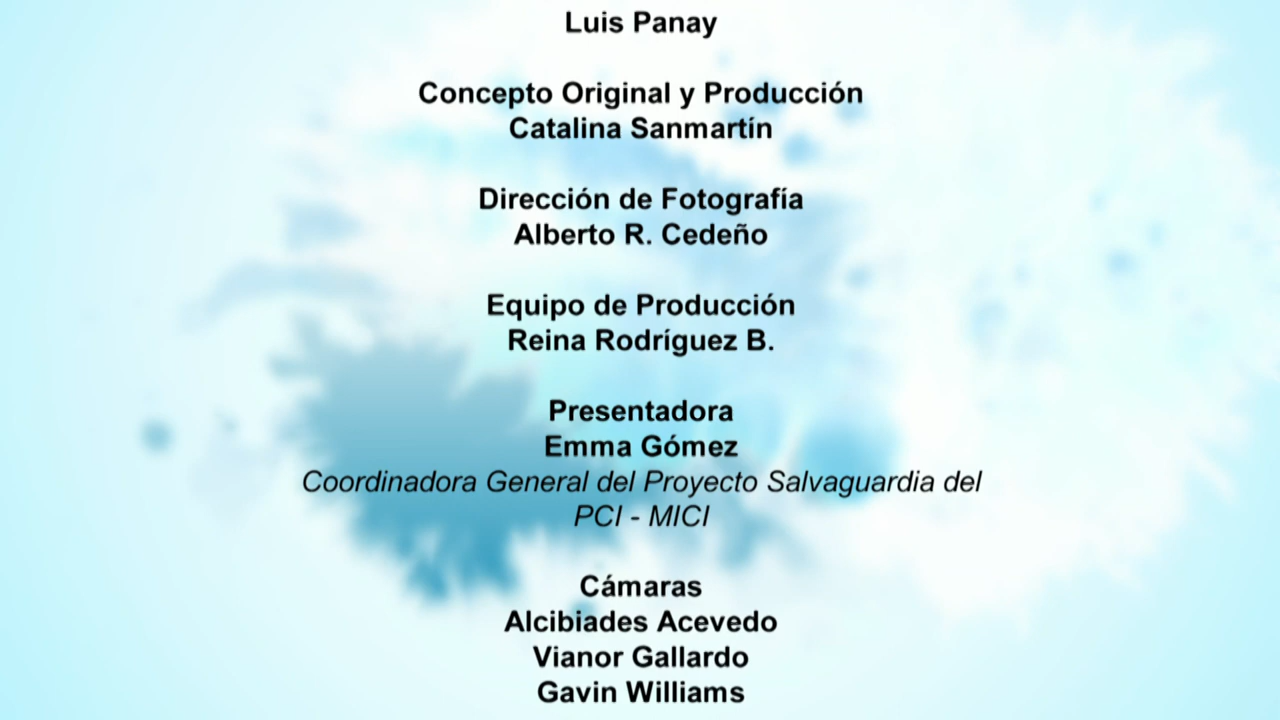 Luis Panay
Concepto Original y Producción
Catalina Sanmartín
Dirección de Fotografía
Alberto R. Cedeño
Equipo de Producción
Reina Rodríguez B.
Presentadora
Emma Gómez
Coordinadora General del Proyecto Salvaguardia del
PCI - MICI
Cámaras
Alcibiades Acevedo
Vianor Gallardo
Gavin Williams